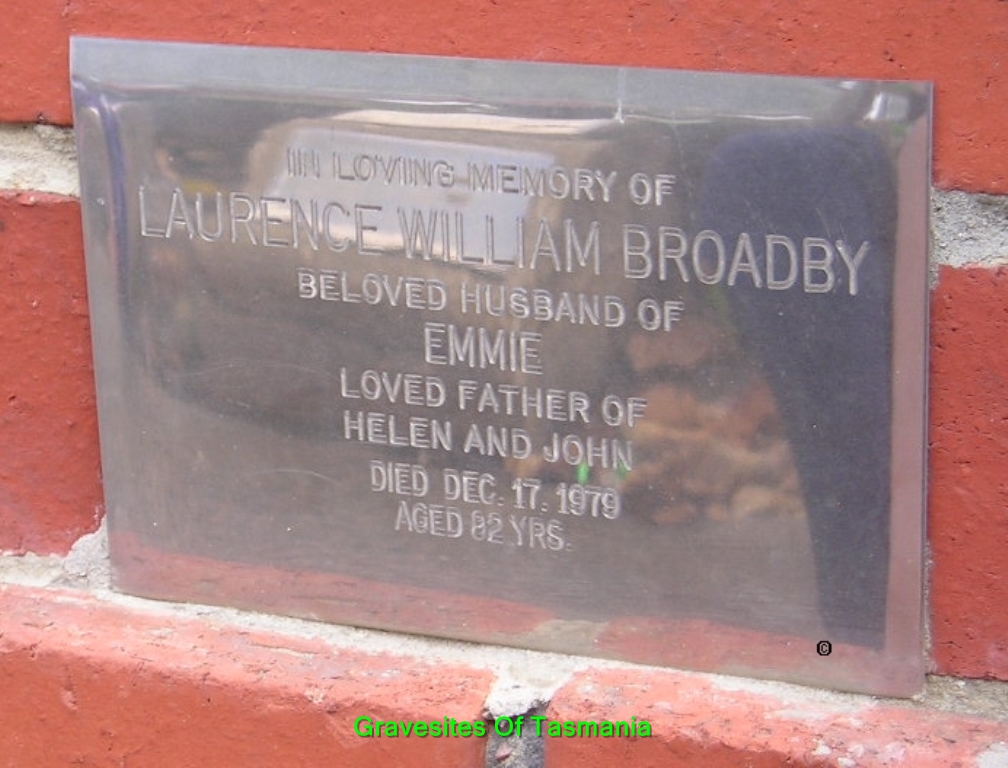 IN LOVING MEMORY OF
LAURENCE WILLIAM BROADBY
BELOVED HUSBAND OF
EMMIE
LOVED FATHER OF
HELEN AND JOHN
DIED DEC. 17. 1979
AGED 82 YRS.
©
Gravesites Of Tasmania